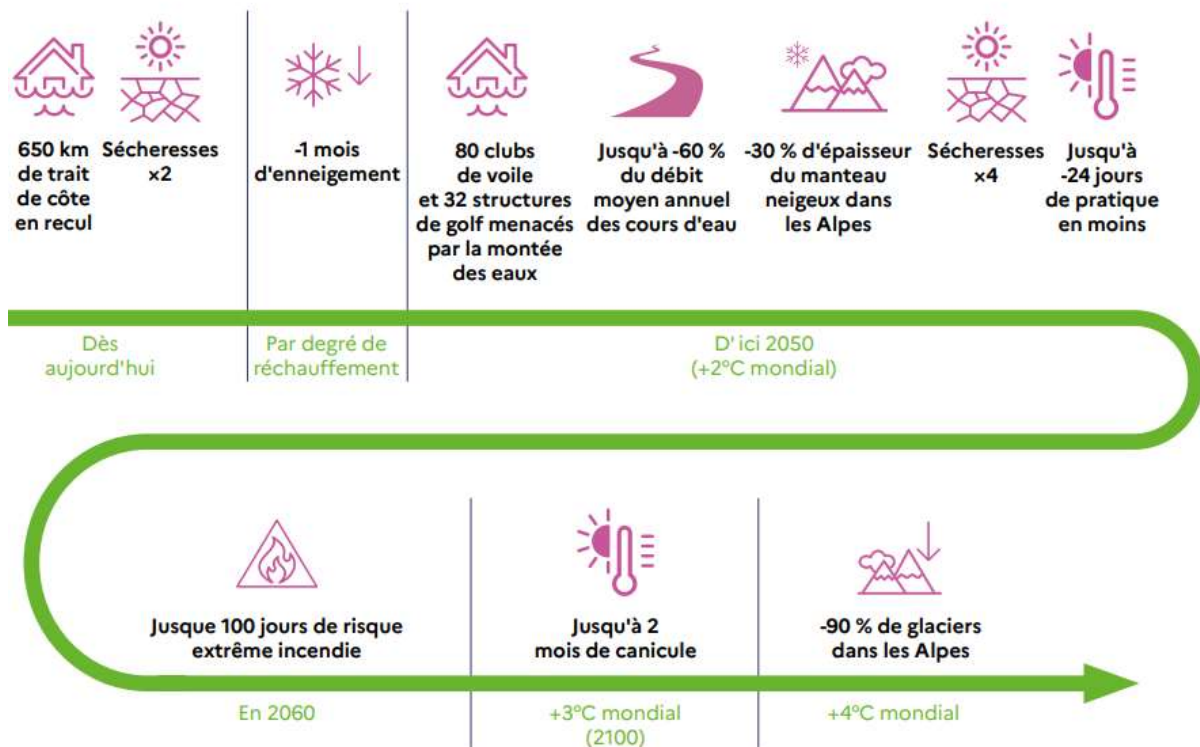 650 km
de trait
de côte
en recul
Sécheresses
×2
-1 mois
d'enneigement
80 clubs
de voile
et 32 structures
de golf menacés
par la montée
des eaux
Jusqu'à -60 %
du débit
moyen annuel
des cours d'eau
-30 % d'épaisseur
du manteau
neigeux dans
les Alpes
Sécheresses
×4
Jusqu'à
-24 jours
de pratique
en moins
Dès
aujourd'hui
Par degré de
réchauffement
D' ici 2050
(+2°C mondial)
Jusque 100 jours de risque
extrême incendie
Jusqu'à 2
mois de canicule
-90 % de glaciers
dans les Alpes
En 2060
+3°C mondial
(2100)
+4°C mondial